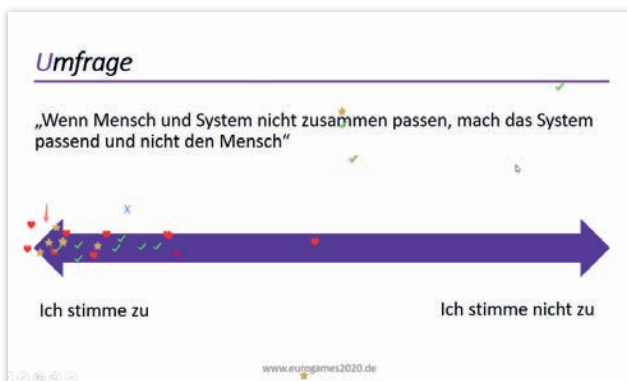 Umfrage
„Wenn Mensch und System nicht zusammen passen, mach das System
passend und nicht den Mensch“
X
Ich stimme zu
Ich stimme nicht zu
www.eurogames2020.de